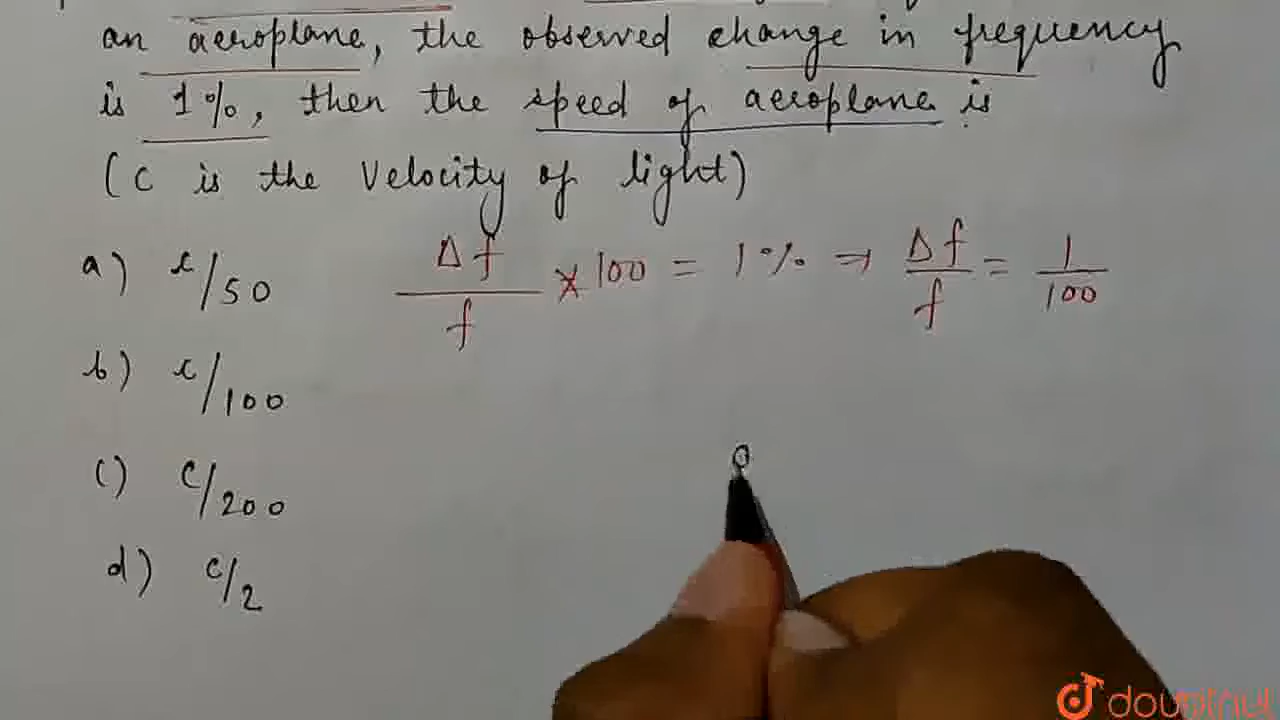 an aeroplane, the observed change in frequency
is 1%, then the speed of aeroplane is
(C is the Velocity of light)
a) c/50
Δf/f × 100 = 1% ⇒ Δf/f = 1/100
b) c/100
c) c/200
d) c/2
doubtnut